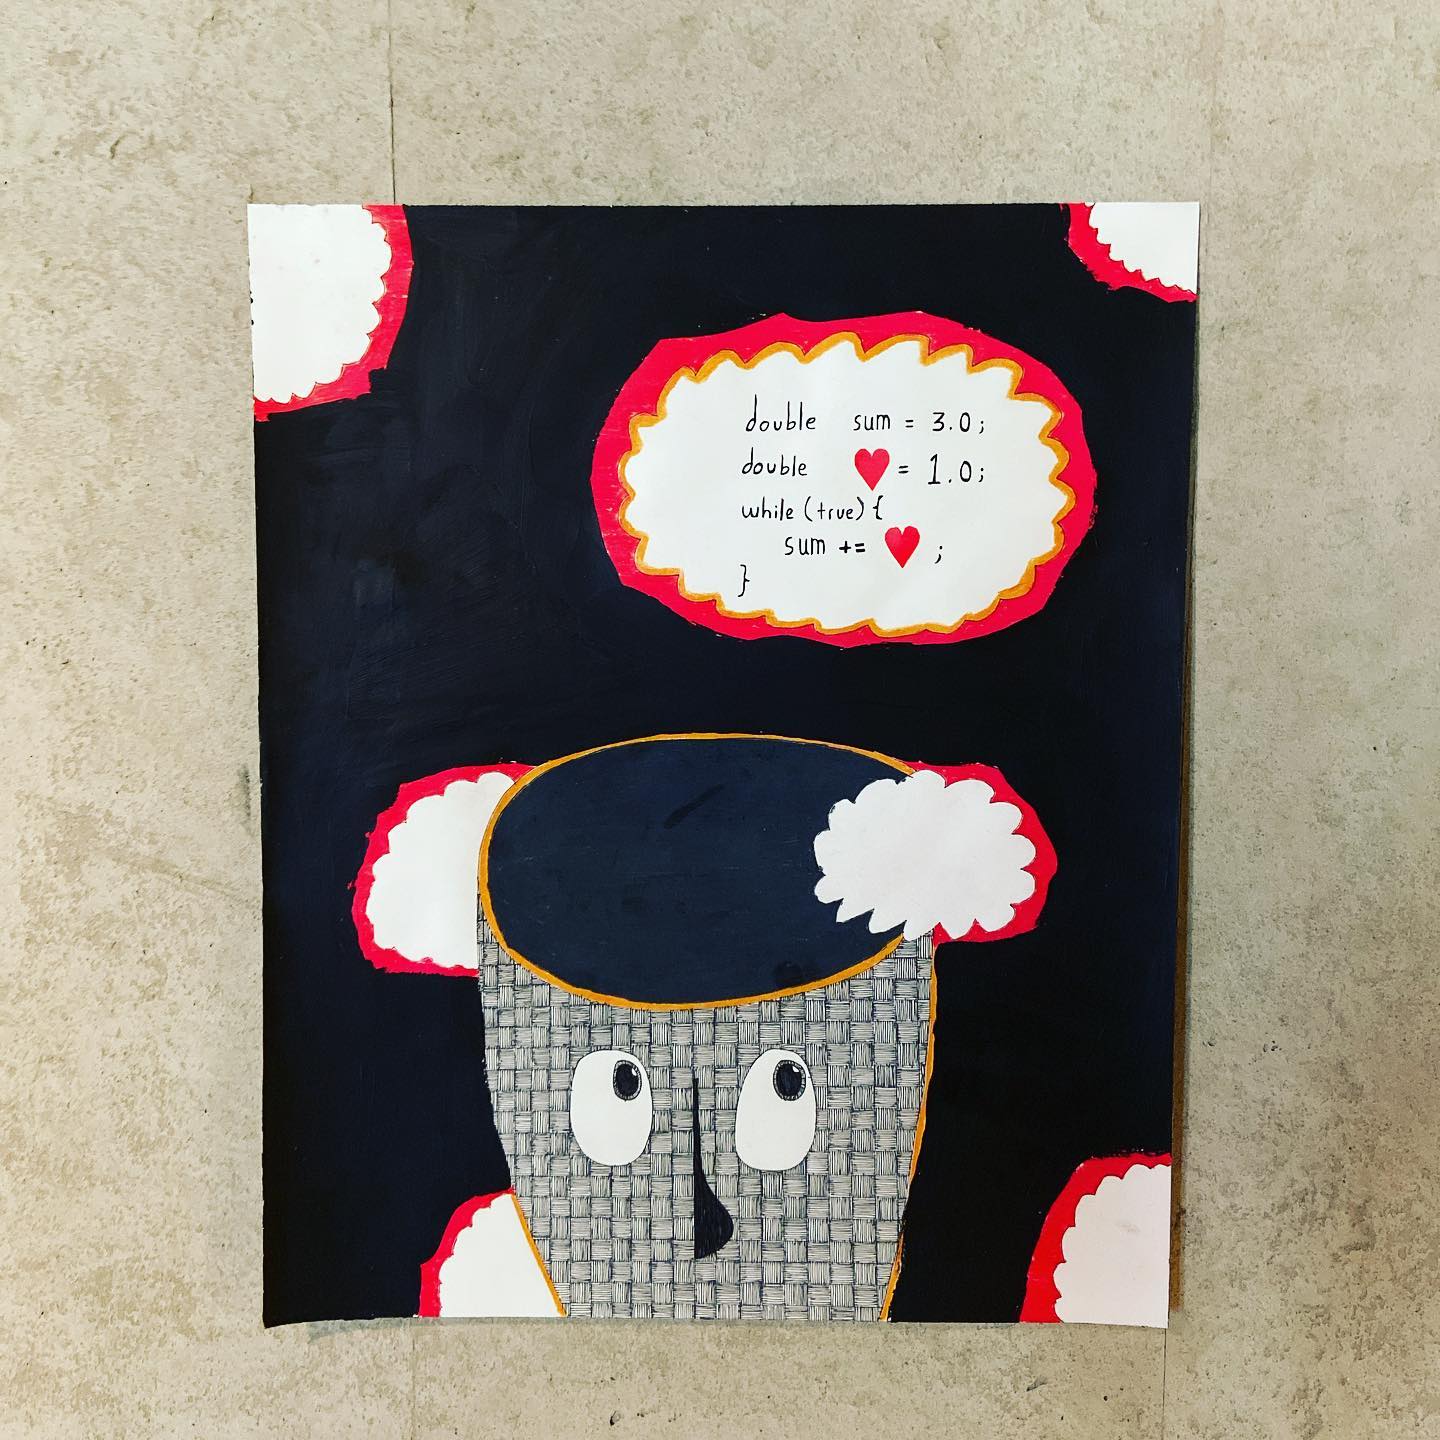 double sum = 3.0;
double ♥ = 1.0;
while (true) {
sum += ♥ ;
}